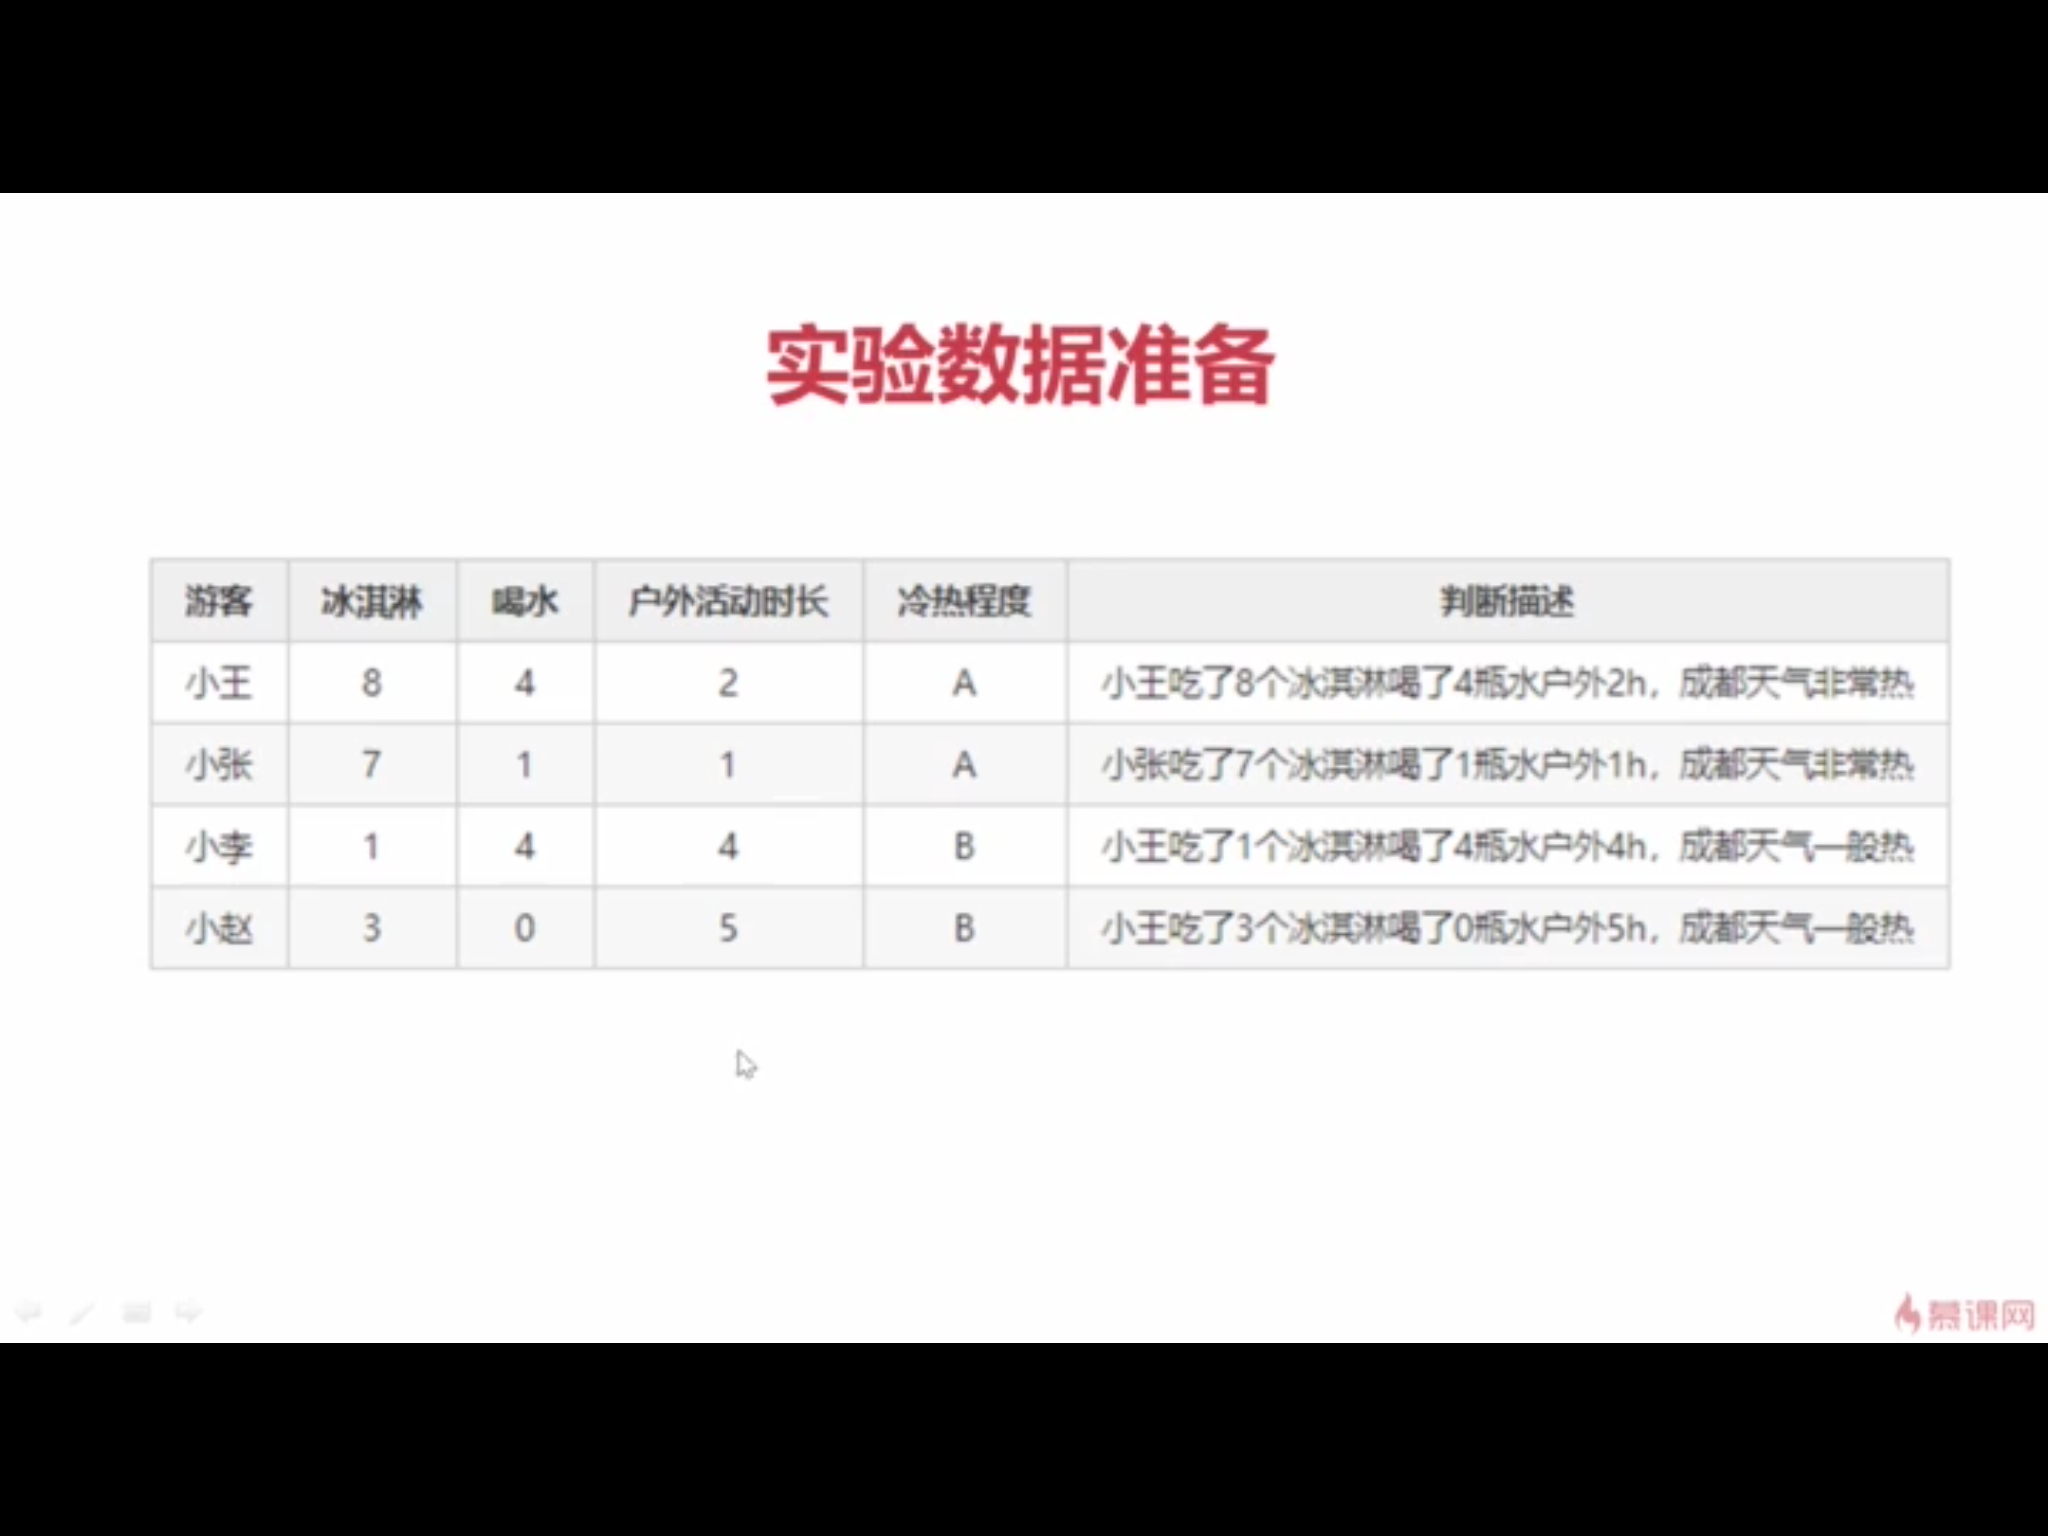 实验数据准备
游客 冰淇淋 喝水 户外活动时长 冷热程度 判断描述
小王 8 4 2 A 小王吃了8个冰淇淋喝了4瓶水户外2h，成都天气非常热
小张 7 1 1 A 小张吃了7个冰淇淋喝了1瓶水户外1h，成都天气非常热
小李 1 4 4 B 小王吃了1个冰淇淋喝了4瓶水户外4h，成都天气一般热
小赵 3 0 5 B 小王吃了3个冰淇淋喝了0瓶水户外5h，成都天气一般热
慕课网